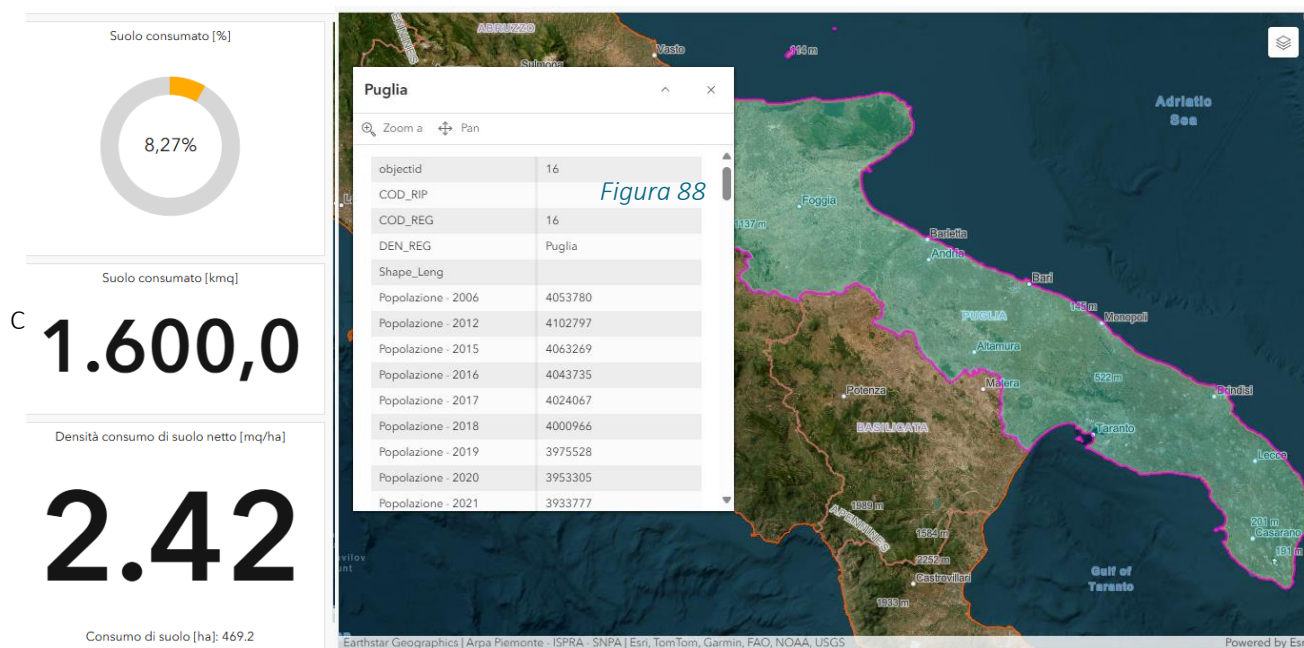 Suolo consumato [%]
8,27%
Suolo consumato [kmq]
C
1.600,0
Densità consumo di suolo netto [mq/ha]
2.42
Consumo di suolo [ha]: 469.2
Puglia
Zoom a Pan
objectid 16
COD_RIP
Figura 88
COD_REG 16
DEN_REG Puglia
Shape_Leng
Popolazione - 2006 4053780
Popolazione - 2012 4102797
Popolazione - 2015 4063269
Popolazione - 2016 4043735
Popolazione - 2017 4024067
Popolazione - 2018 4000966
Popolazione - 2019 3975528
Popolazione - 2020 3953305
Popolazione - 2021 3933777
ABRUZZO
Vasto
114 m
Sulmona
Adriatic
Sea
Foggia
1137 m
Barletta
Andria
Bari
145 m
Monopoli
PUGLIA
Altamura
522 m
Matera
Potenza
Brindisi
BASILICATA
Taranto
Lecce
1989 m
APENNINES
1584 m
201 m
Casarano
191 m
2252 m
Gulf of
Taranto
Castrovillari
1933 m
Earthstar Geographics | Arpa Piemonte - ISPRA - SNPA | Esri, TomTom, Garmin, FAO, NOAA, USGS
Powered by Esri